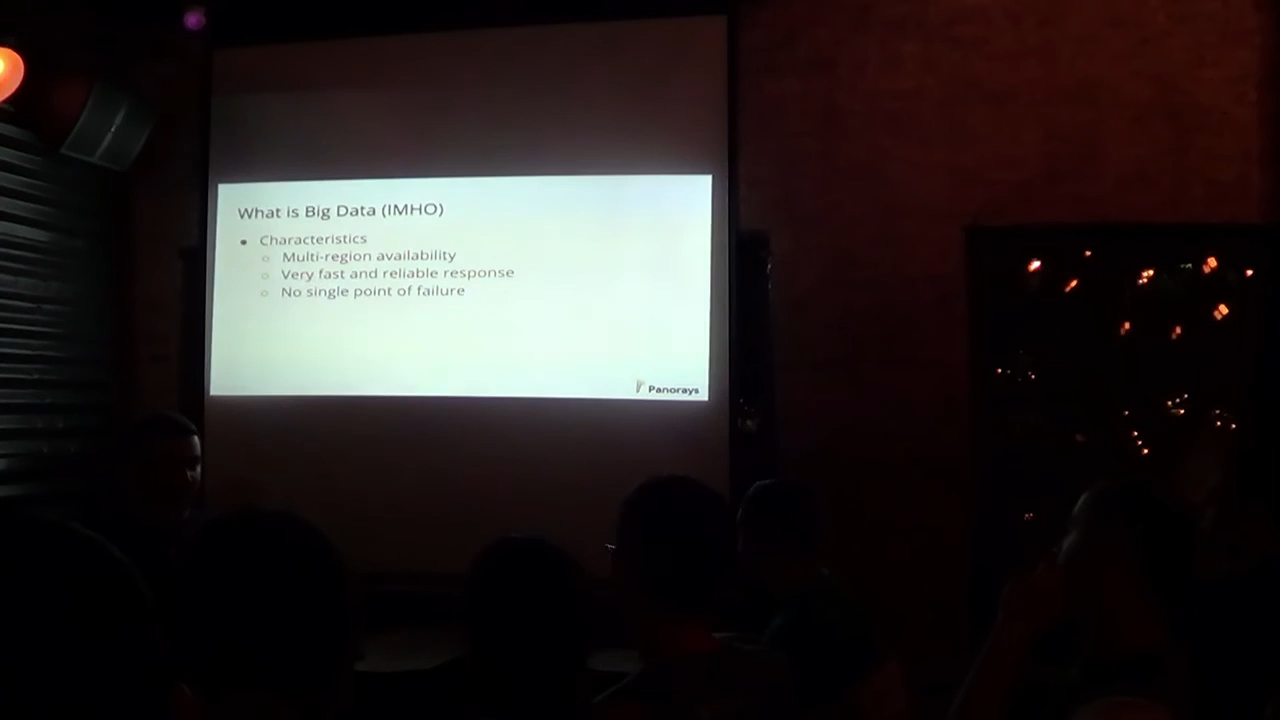 What is Big Data (IMHO)
● Characteristics
○ Multi-region availability
○ Very fast and reliable response
○ No single point of failure
Panorays